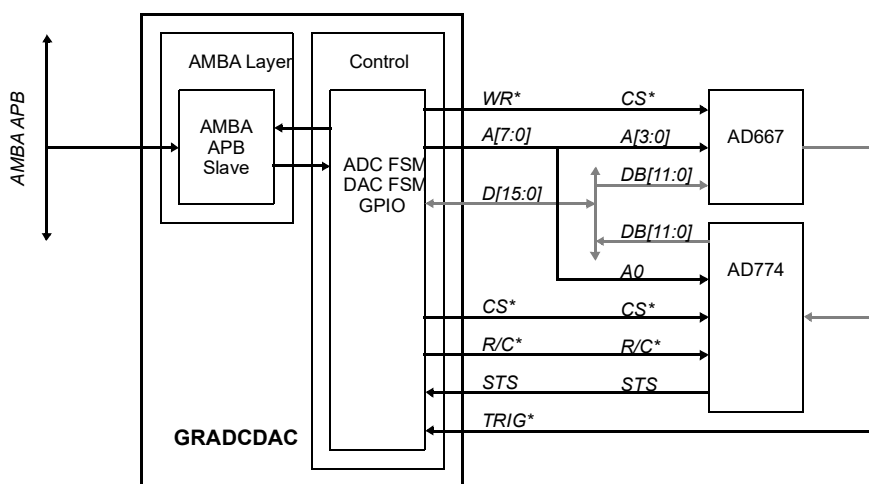 AMBA APB
AMBA Layer
Control
AMBA
APB
Slave
ADC FSM
DAC FSM
GPIO
WR* CS*
A[7:0] A[3:0]
DB[11:0]
D[15:0]
DB[11:0]
A0
CS* CS*
R/C* R/C*
STS STS
TRIG*
AD667
AD774
GRADCDAC